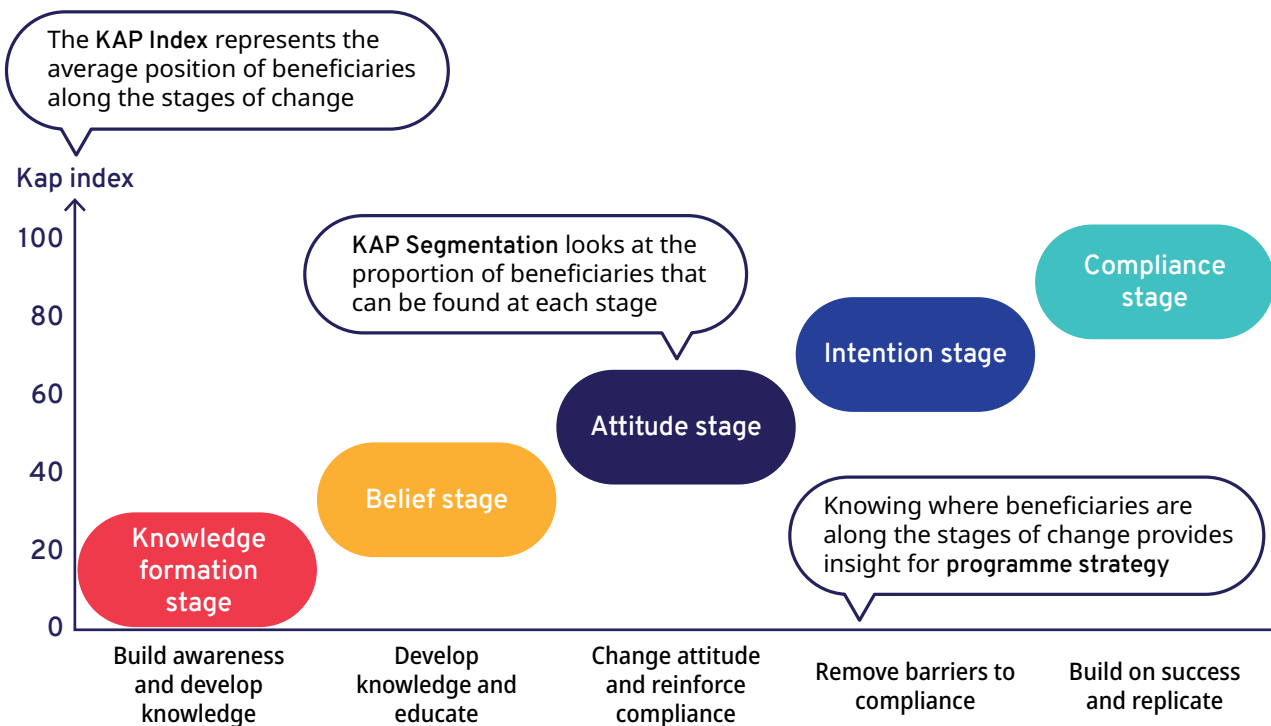 The KAP Index represents the
average position of beneficiaries
along the stages of change
Kap index
100
80
60
40
20
0
KAP Segmentation looks at the
proportion of beneficiaries that
can be found at each stage
Compliance
stage
Intention stage
Attitude stage
Belief stage
Knowledge
formation
stage
Knowing where beneficiaries are
along the stages of change provides
insight for programme strategy
Build awareness
and develop
knowledge
Develop
knowledge and
educate
Change attitude
and reinforce
compliance
Remove barriers to
compliance
Build on success
and replicate